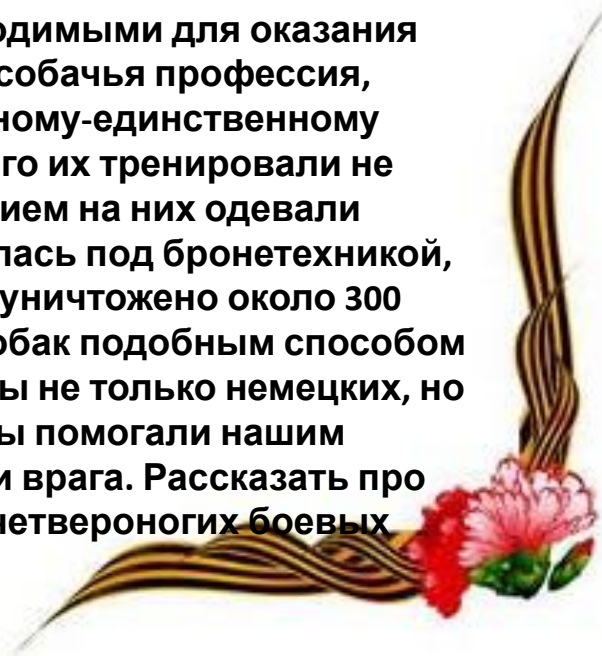 одимыми для оказания
собачья профессия,
ному-единственному
го их тренировали не
ием на них одевали
лась под бронетехникой,
уничтожено около 300
обак подобным способом
ы не только немецких, но
ы помогали нашим
и врага. Рассказать про
четвероногих боевых